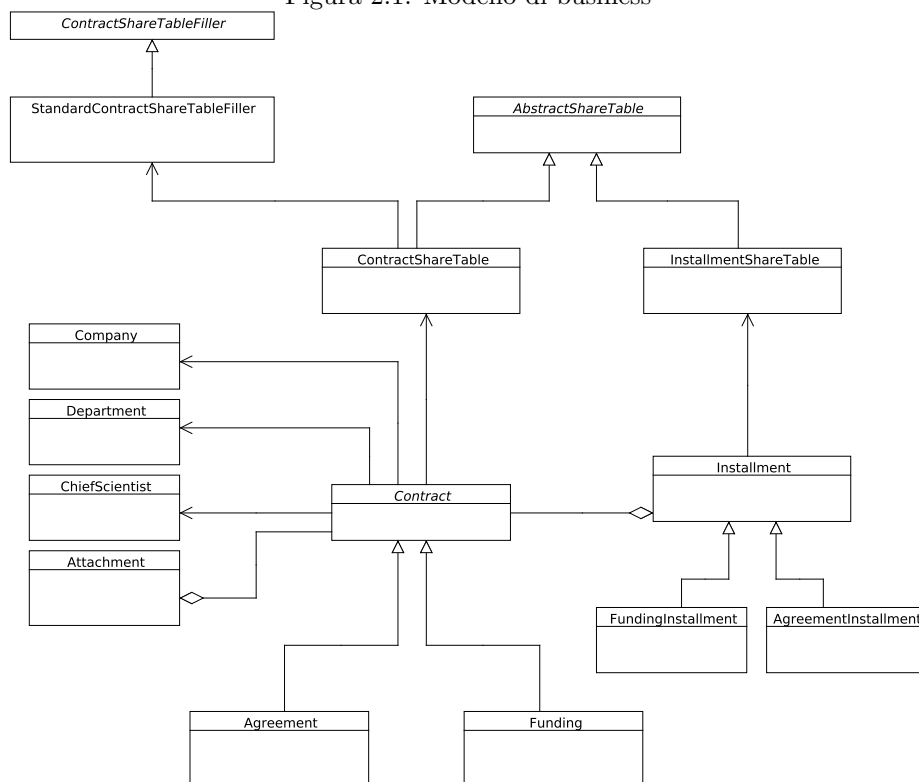 Figura 2.1: Modello di business
ContractShareTableFiller
StandardContractShareTableFiller
AbstractShareTable
ContractShareTable
InstallmentShareTable
Company
Department
ChiefScientist
Attachment
Contract
Installment
FundingInstallment
AgreementInstallment
Agreement
Funding